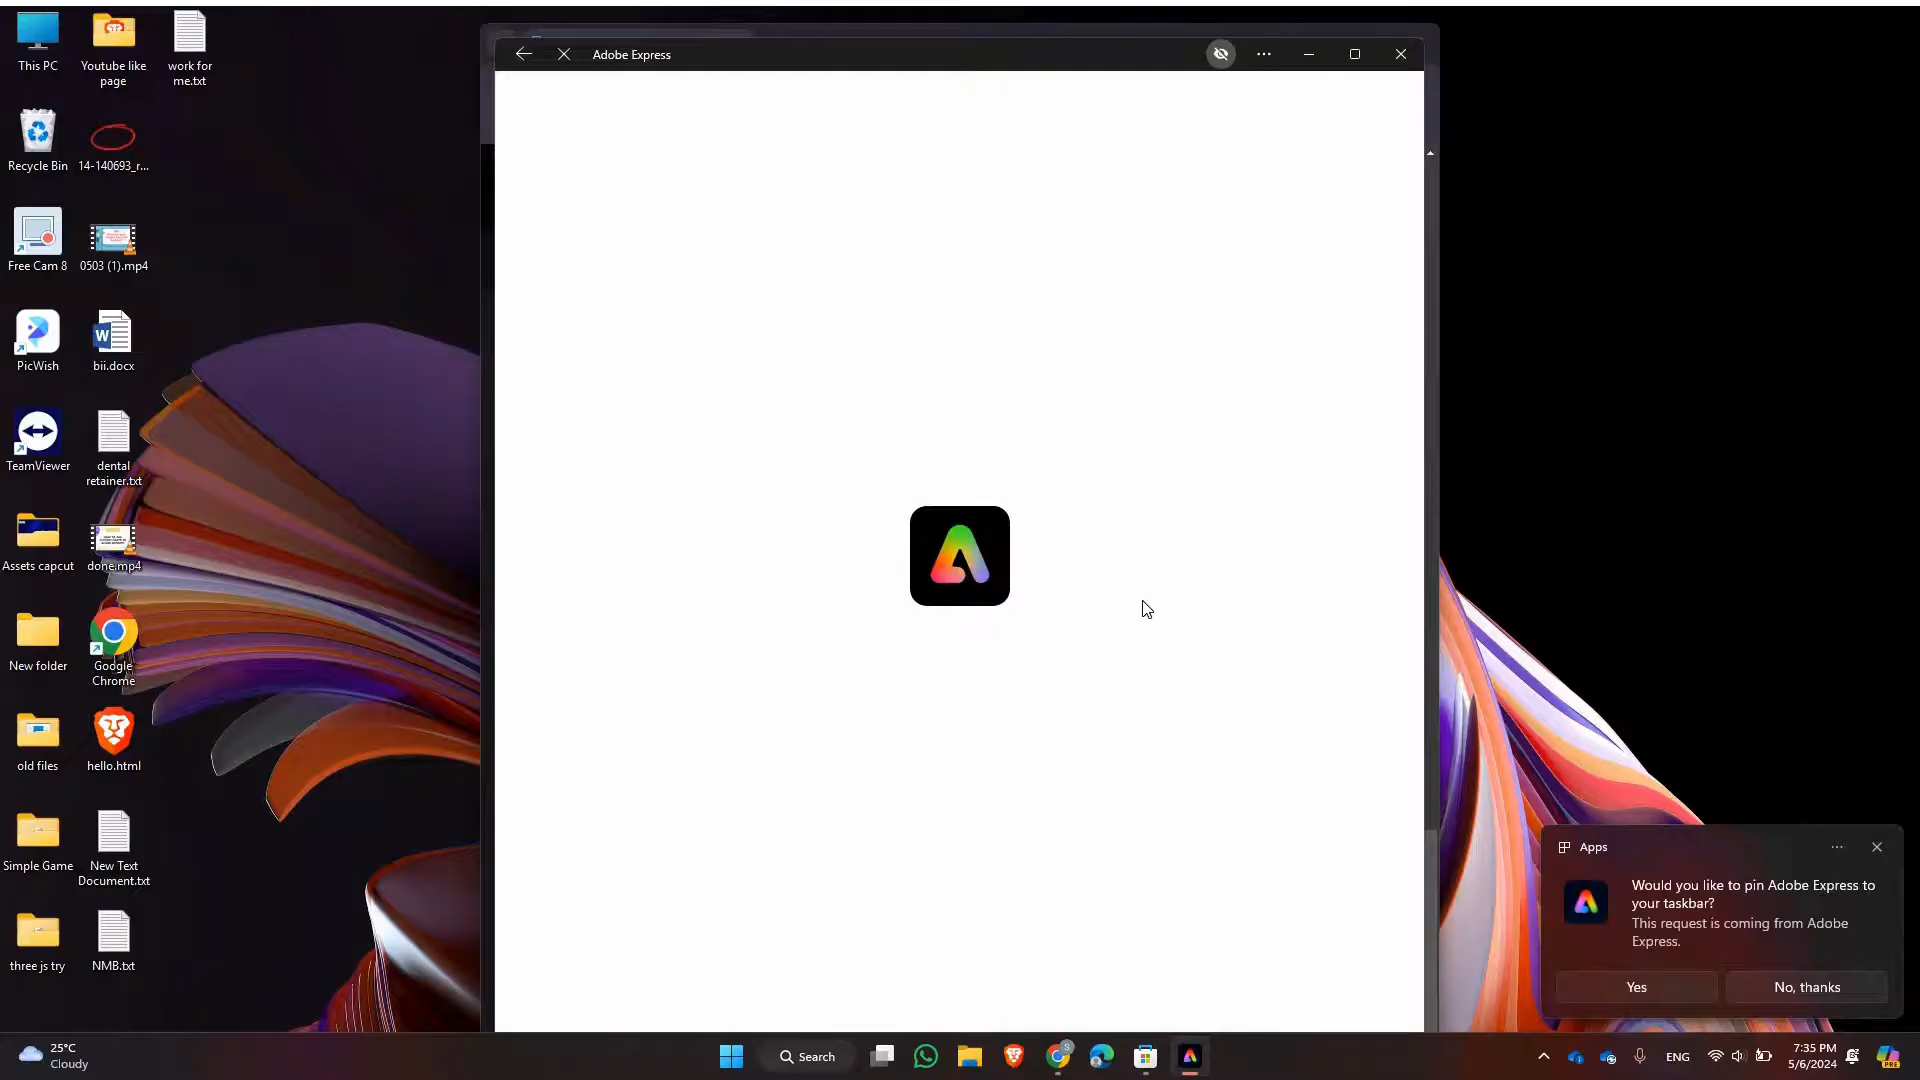 This PC
Youtube like
page
work for
me.txt
Recycle Bin
14-140693_r...
Free Cam 8
0503 (1).mp4
PicWish
bii.docx
TeamViewer
dental
retainer.txt
Assets capcut
done.mp4
New folder
Google
Chrome
old files
hello.html
Simple Game
New Text
Document.txt
three js try
NMB.txt
Adobe Express
Apps
Would you like to pin Adobe Express to
your taskbar?
This request is coming from Adobe
Express.
Yes
No, thanks
25°C
Cloudy
Search
S
ENG
7:35 PM
5/6/2024
PRE